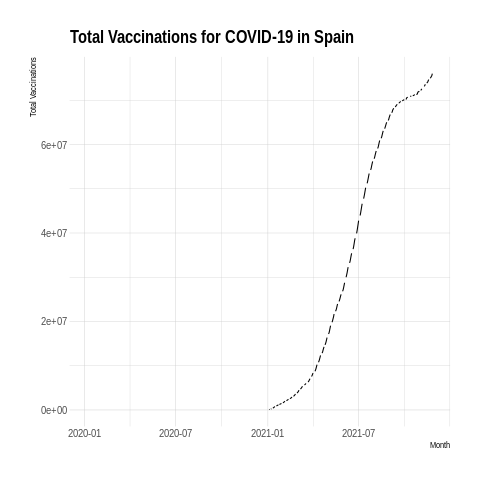 Total Vaccinations for COVID-19 in Spain
Total Vaccinations
6e+07
4e+07
2e+07
0e+00
2020-01 2020-07 2021-01 2021-07
Month